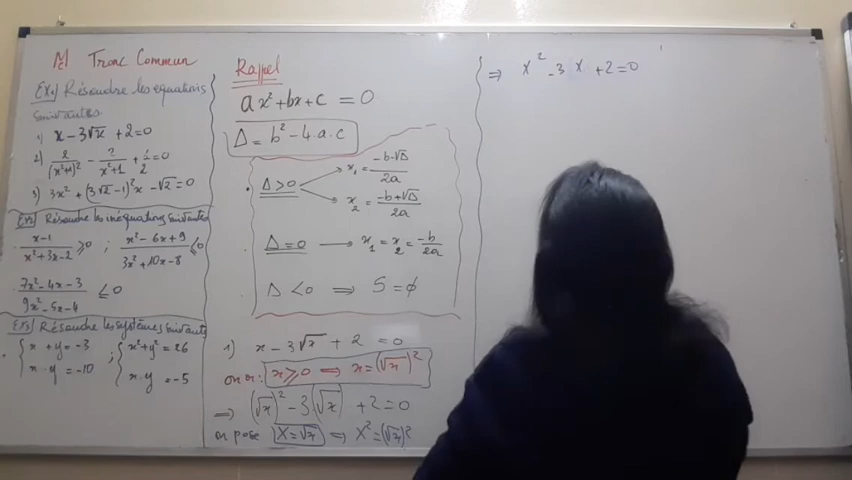 Tronc Commun
Ex1/ Résoudre les equations
suivantes.
1) x - 3√x + 2 = 0
2) 2/(x²+1)² - 2/(x²+1) + 1/2 = 0
3) 3x² + (3√2 - 1)²x - √2 = 0
Ex2/ Résoudre les inéquations suivantes
(x-1)/(x²+3x-2) ≥ 0 ; (x²-6x+9)/(3x²+10x-8) ≤ 0
(7x²-4x-3)/(9x²-5x-4) ≤ 0
Ex3/ Résoudre les systèmes suivants
{ x + y = -3 ; { x² + y² = 26
x·y = -10 x·y = -5
Rappel
ax² + bx + c = 0
Δ = b² - 4.a.c
Δ > 0 → x₁ = (-b-√Δ)/2a
→ x₂ = (-b+√Δ)/2a
Δ = 0 → x₁ = x₂ = -b/2a
Δ < 0 ⟹ S = ∅
1) x - 3√x + 2 = 0
on a: x ≥ 0 ⟹ x = (√x)²
⟹ (√x)² - 3(√x) + 2 = 0
on pose X = √x ⟹ X² = (√x)²
⟹ X² - 3X + 2 = 0